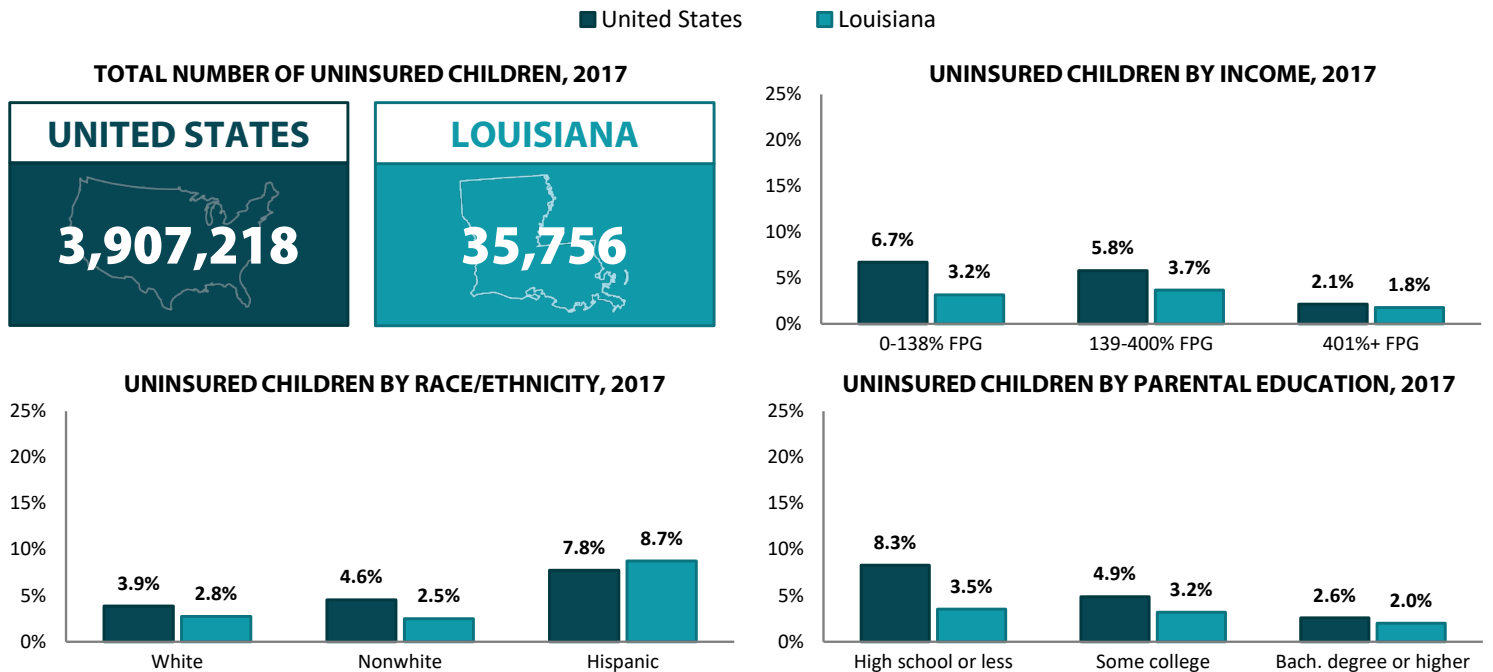 United States Louisiana
TOTAL NUMBER OF UNINSURED CHILDREN, 2017
UNITED STATES
3,907,218
LOUISIANA
35,756
UNINSURED CHILDREN BY INCOME, 2017
25%
20%
15%
10%
5%
0%
6.7% 3.2% 5.8% 3.7% 2.1% 1.8%
0-138% FPG 139-400% FPG 401%+ FPG
UNINSURED CHILDREN BY RACE/ETHNICITY, 2017
25%
20%
15%
10%
5%
0%
3.9% 2.8% 4.6% 2.5% 7.8% 8.7%
White Nonwhite Hispanic
UNINSURED CHILDREN BY PARENTAL EDUCATION, 2017
25%
20%
15%
10%
5%
0%
8.3% 3.5% 4.9% 3.2% 2.6% 2.0%
High school or less Some college Bach. degree or higher